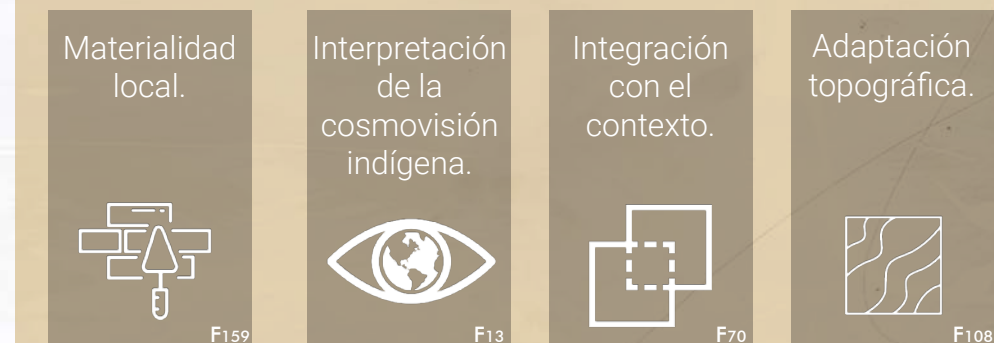 Materialidad
local.
F159
Interpretación
de la
cosmovisión
indígena.
F13
Integración
con el
contexto.
F70
Adaptación
topográfica.
F108